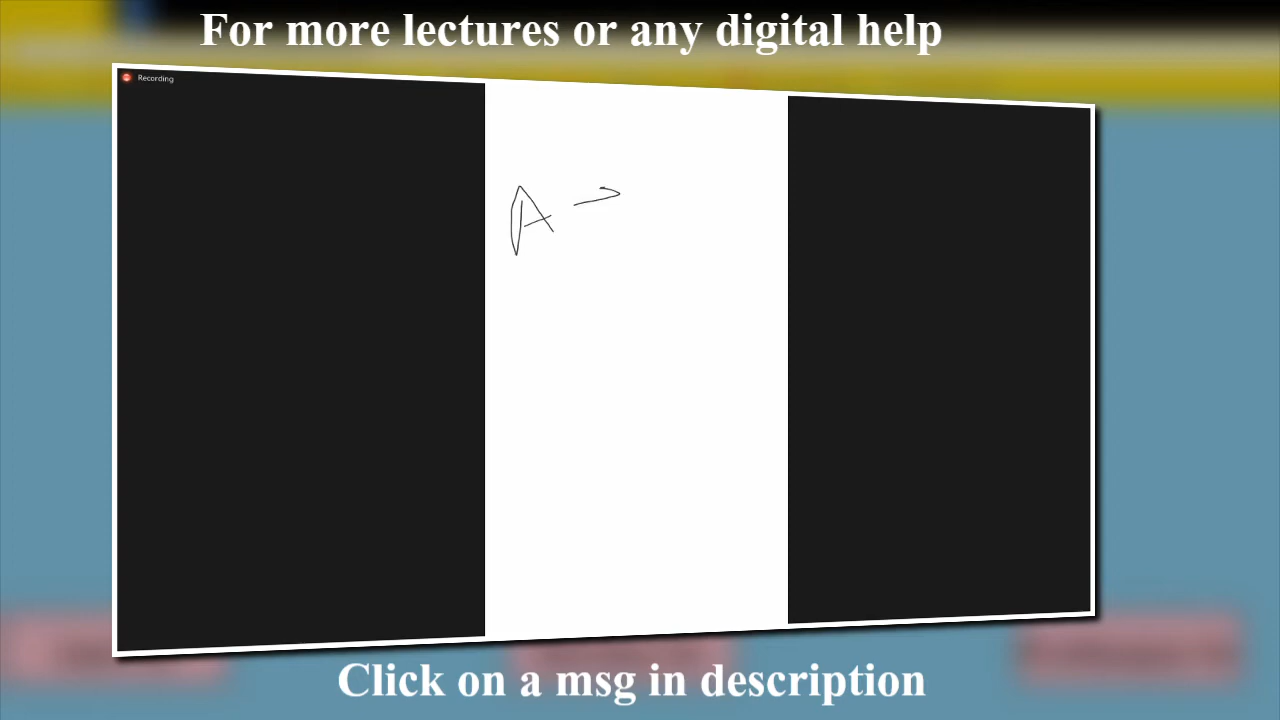 For more lectures or any digital help
Recording
A →
Click on a msg in description